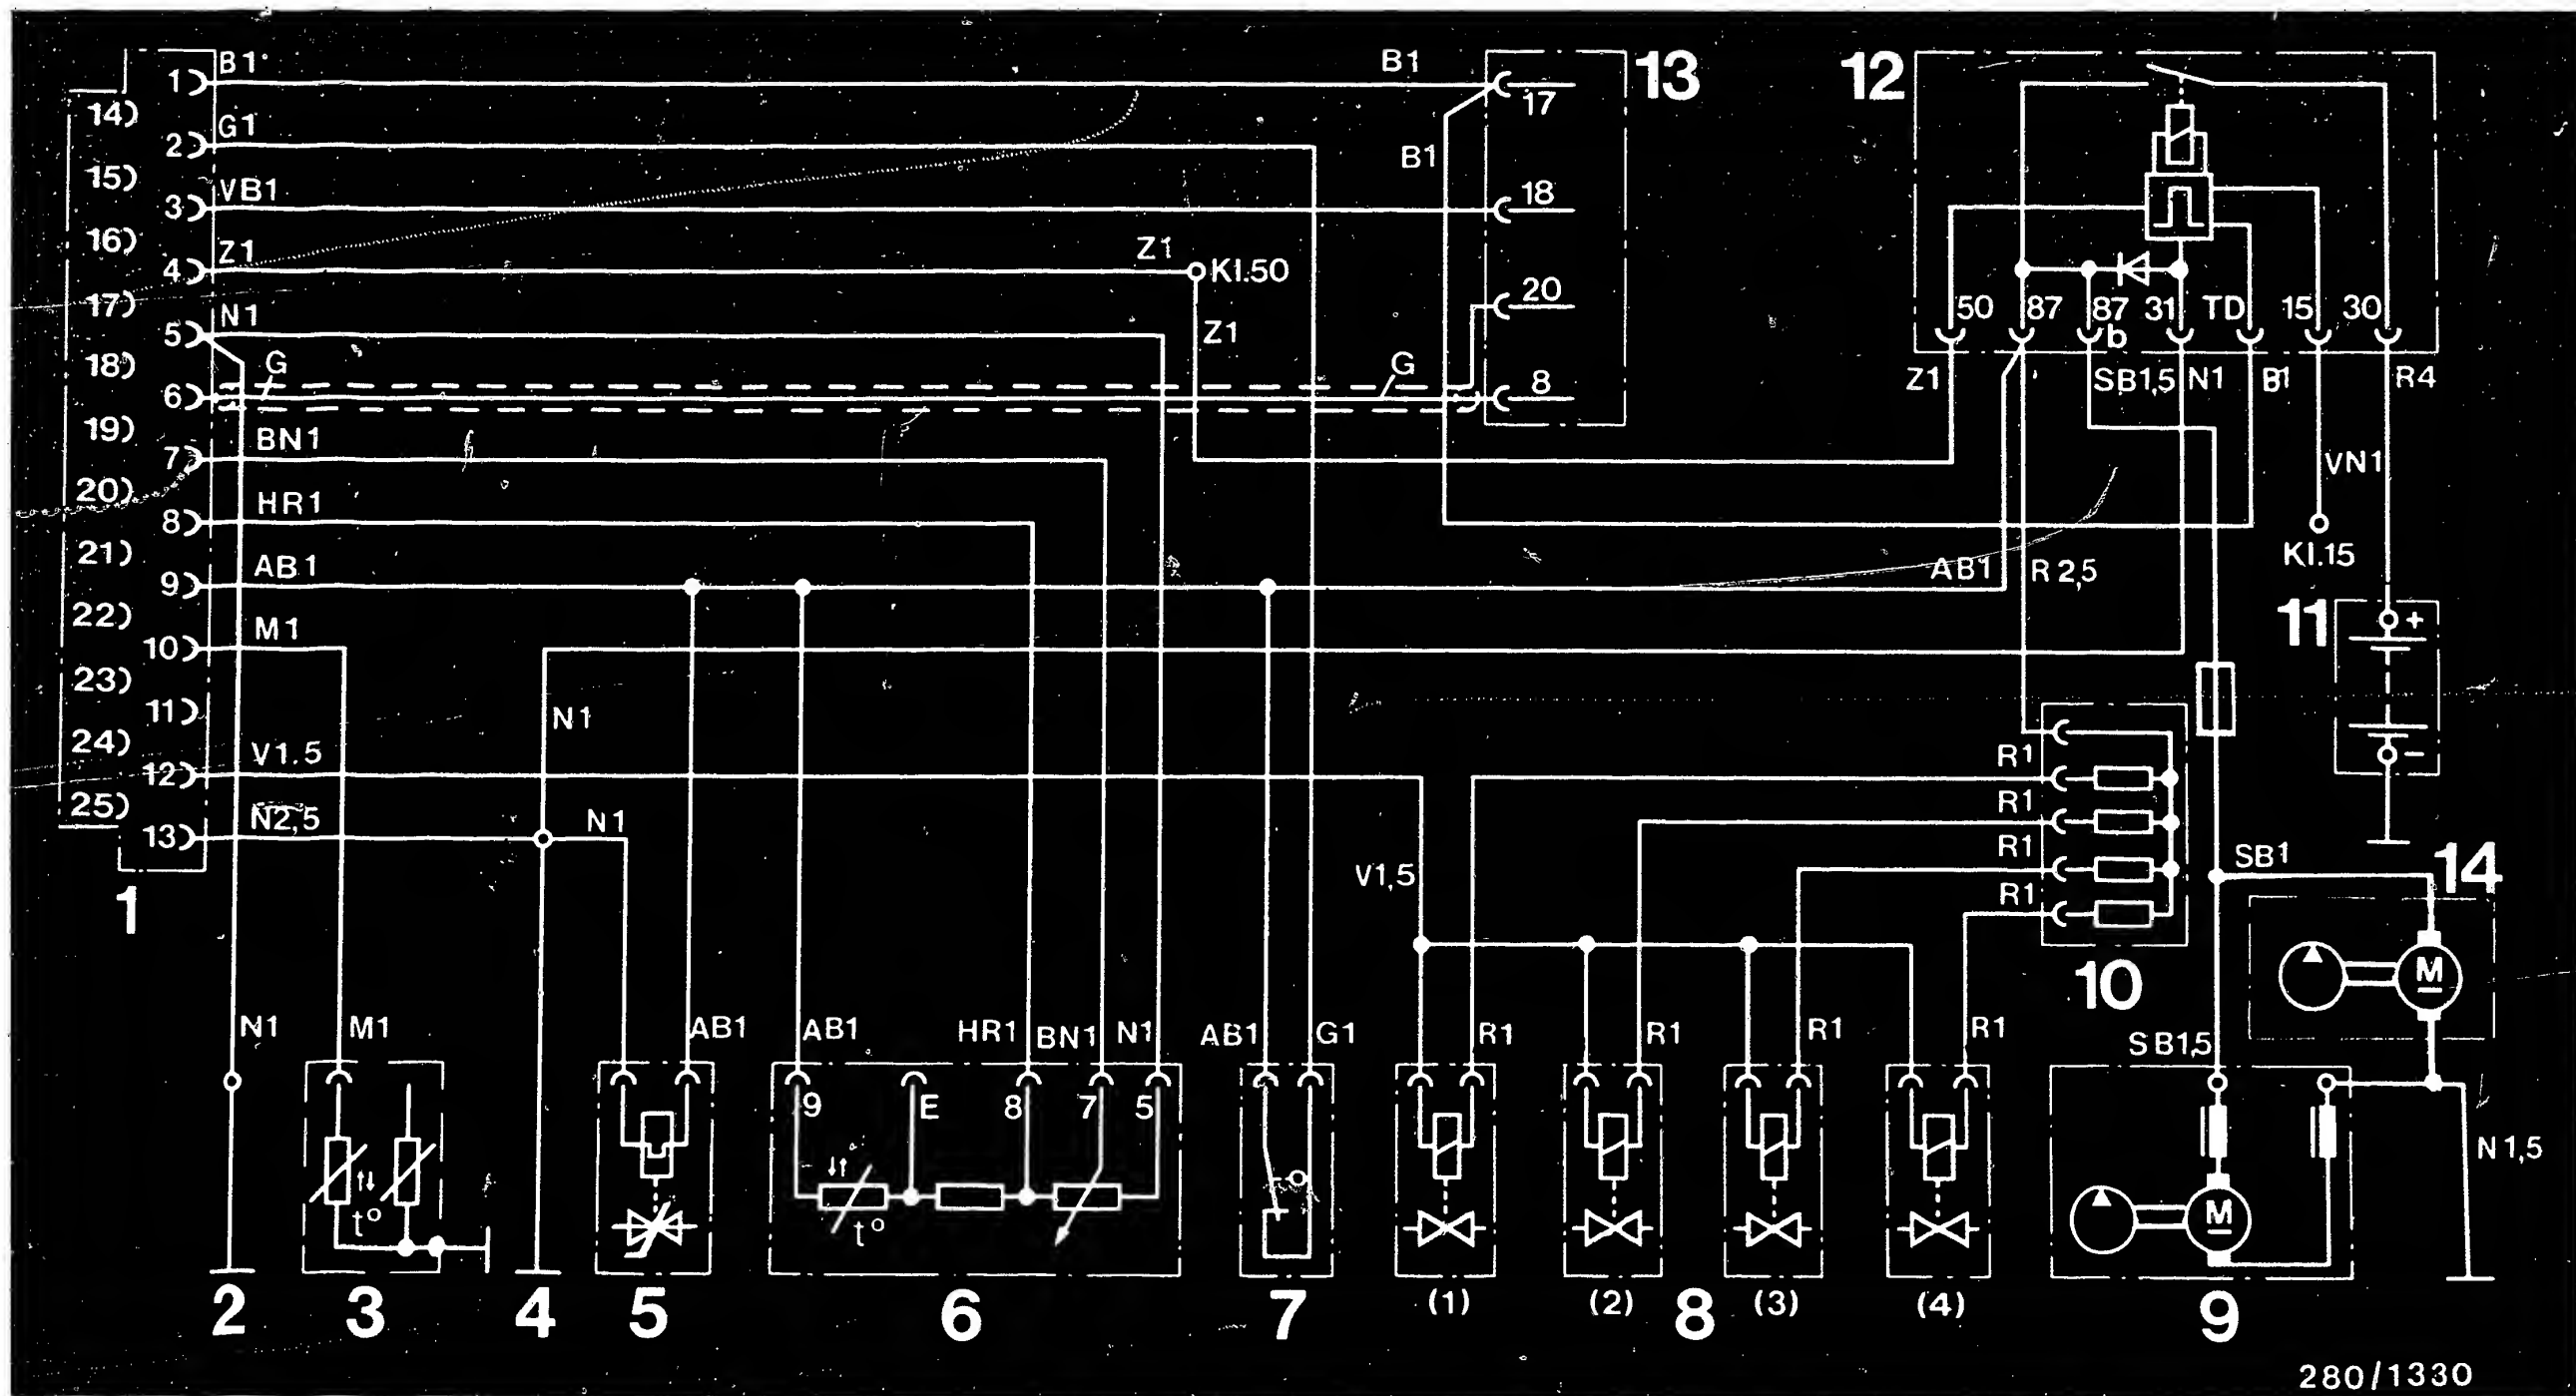 B1
B1
13
12
1
17
14
G1
2
B1
15
VB1
3
18
16
Z1
4
Z1
Kl.50
20
17
N1
5
Z1
50
87
87
b
31
TD
15
30
18
G
G
8
6
Z1
SB1,5
N1
B1
R4
19
BN1
7
VN1
20
HR1
8
Kl.15
21
AB1
9
AB1
R 2,5
22
M1
10
11
+
23
11
N1
24
V1.5
12
R1
−
25
N2,5
13
N1
R1
R1
SB1
14
1
V1,5
R1
10
M
N1
M1
AB1
AB1
HR1
BN1
N1
AB1
G1
R1
R1
R1
R1
SB1,5
9
E
8
7
5
N 1,5
t°
t°
M
2
3
4
5
6
7
(1)
(2)
8
(3)
(4)
9
280/1330